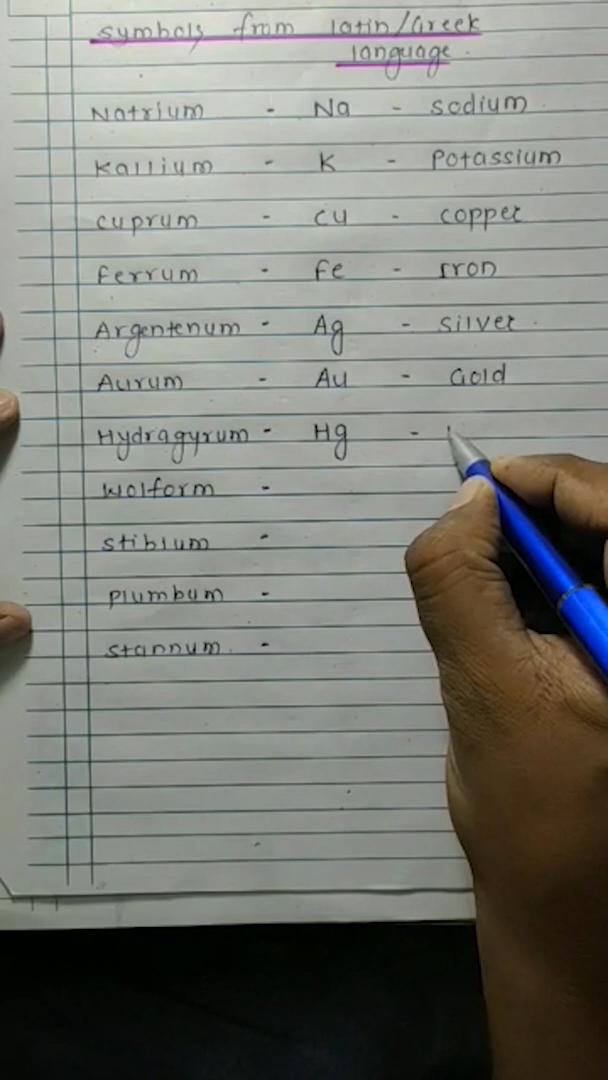 symbols from latin/Greek
language.
Natrium - Na - sodium
Kallium - K - Potassium
cuprum - Cu - copper
Ferrum - Fe - Iron
Argentenum - Ag - silver.
Aurum - Au - Gold
Hydragyrum - Hg -
Wolform -
stibium -
plumbum -
stannum. -